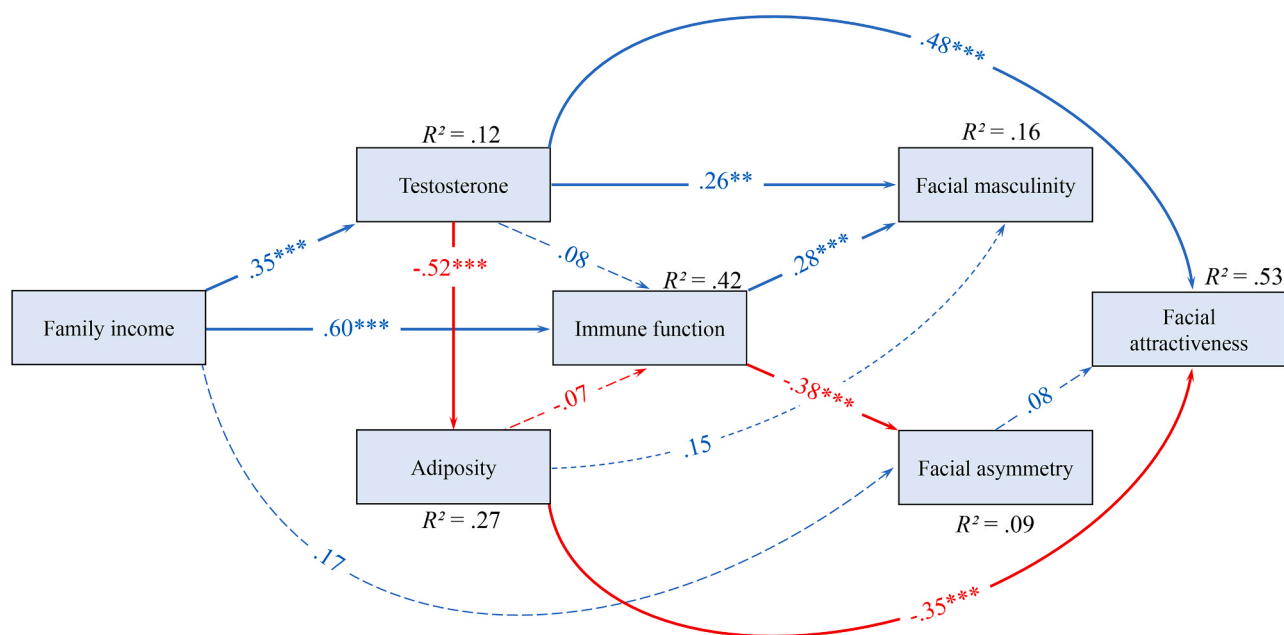 .48***
R² = .12
R² = .16
Testosterone
.26**
Facial masculinity
.35***
-.52***
.08
.28***
R² = .42
R² = .53
Family income
.60***
Immune function
Facial
attractiveness
-.07
-.38***
.08
.15
Adiposity
Facial asymmetry
R² = .27
R² = .09
.17
-.35***